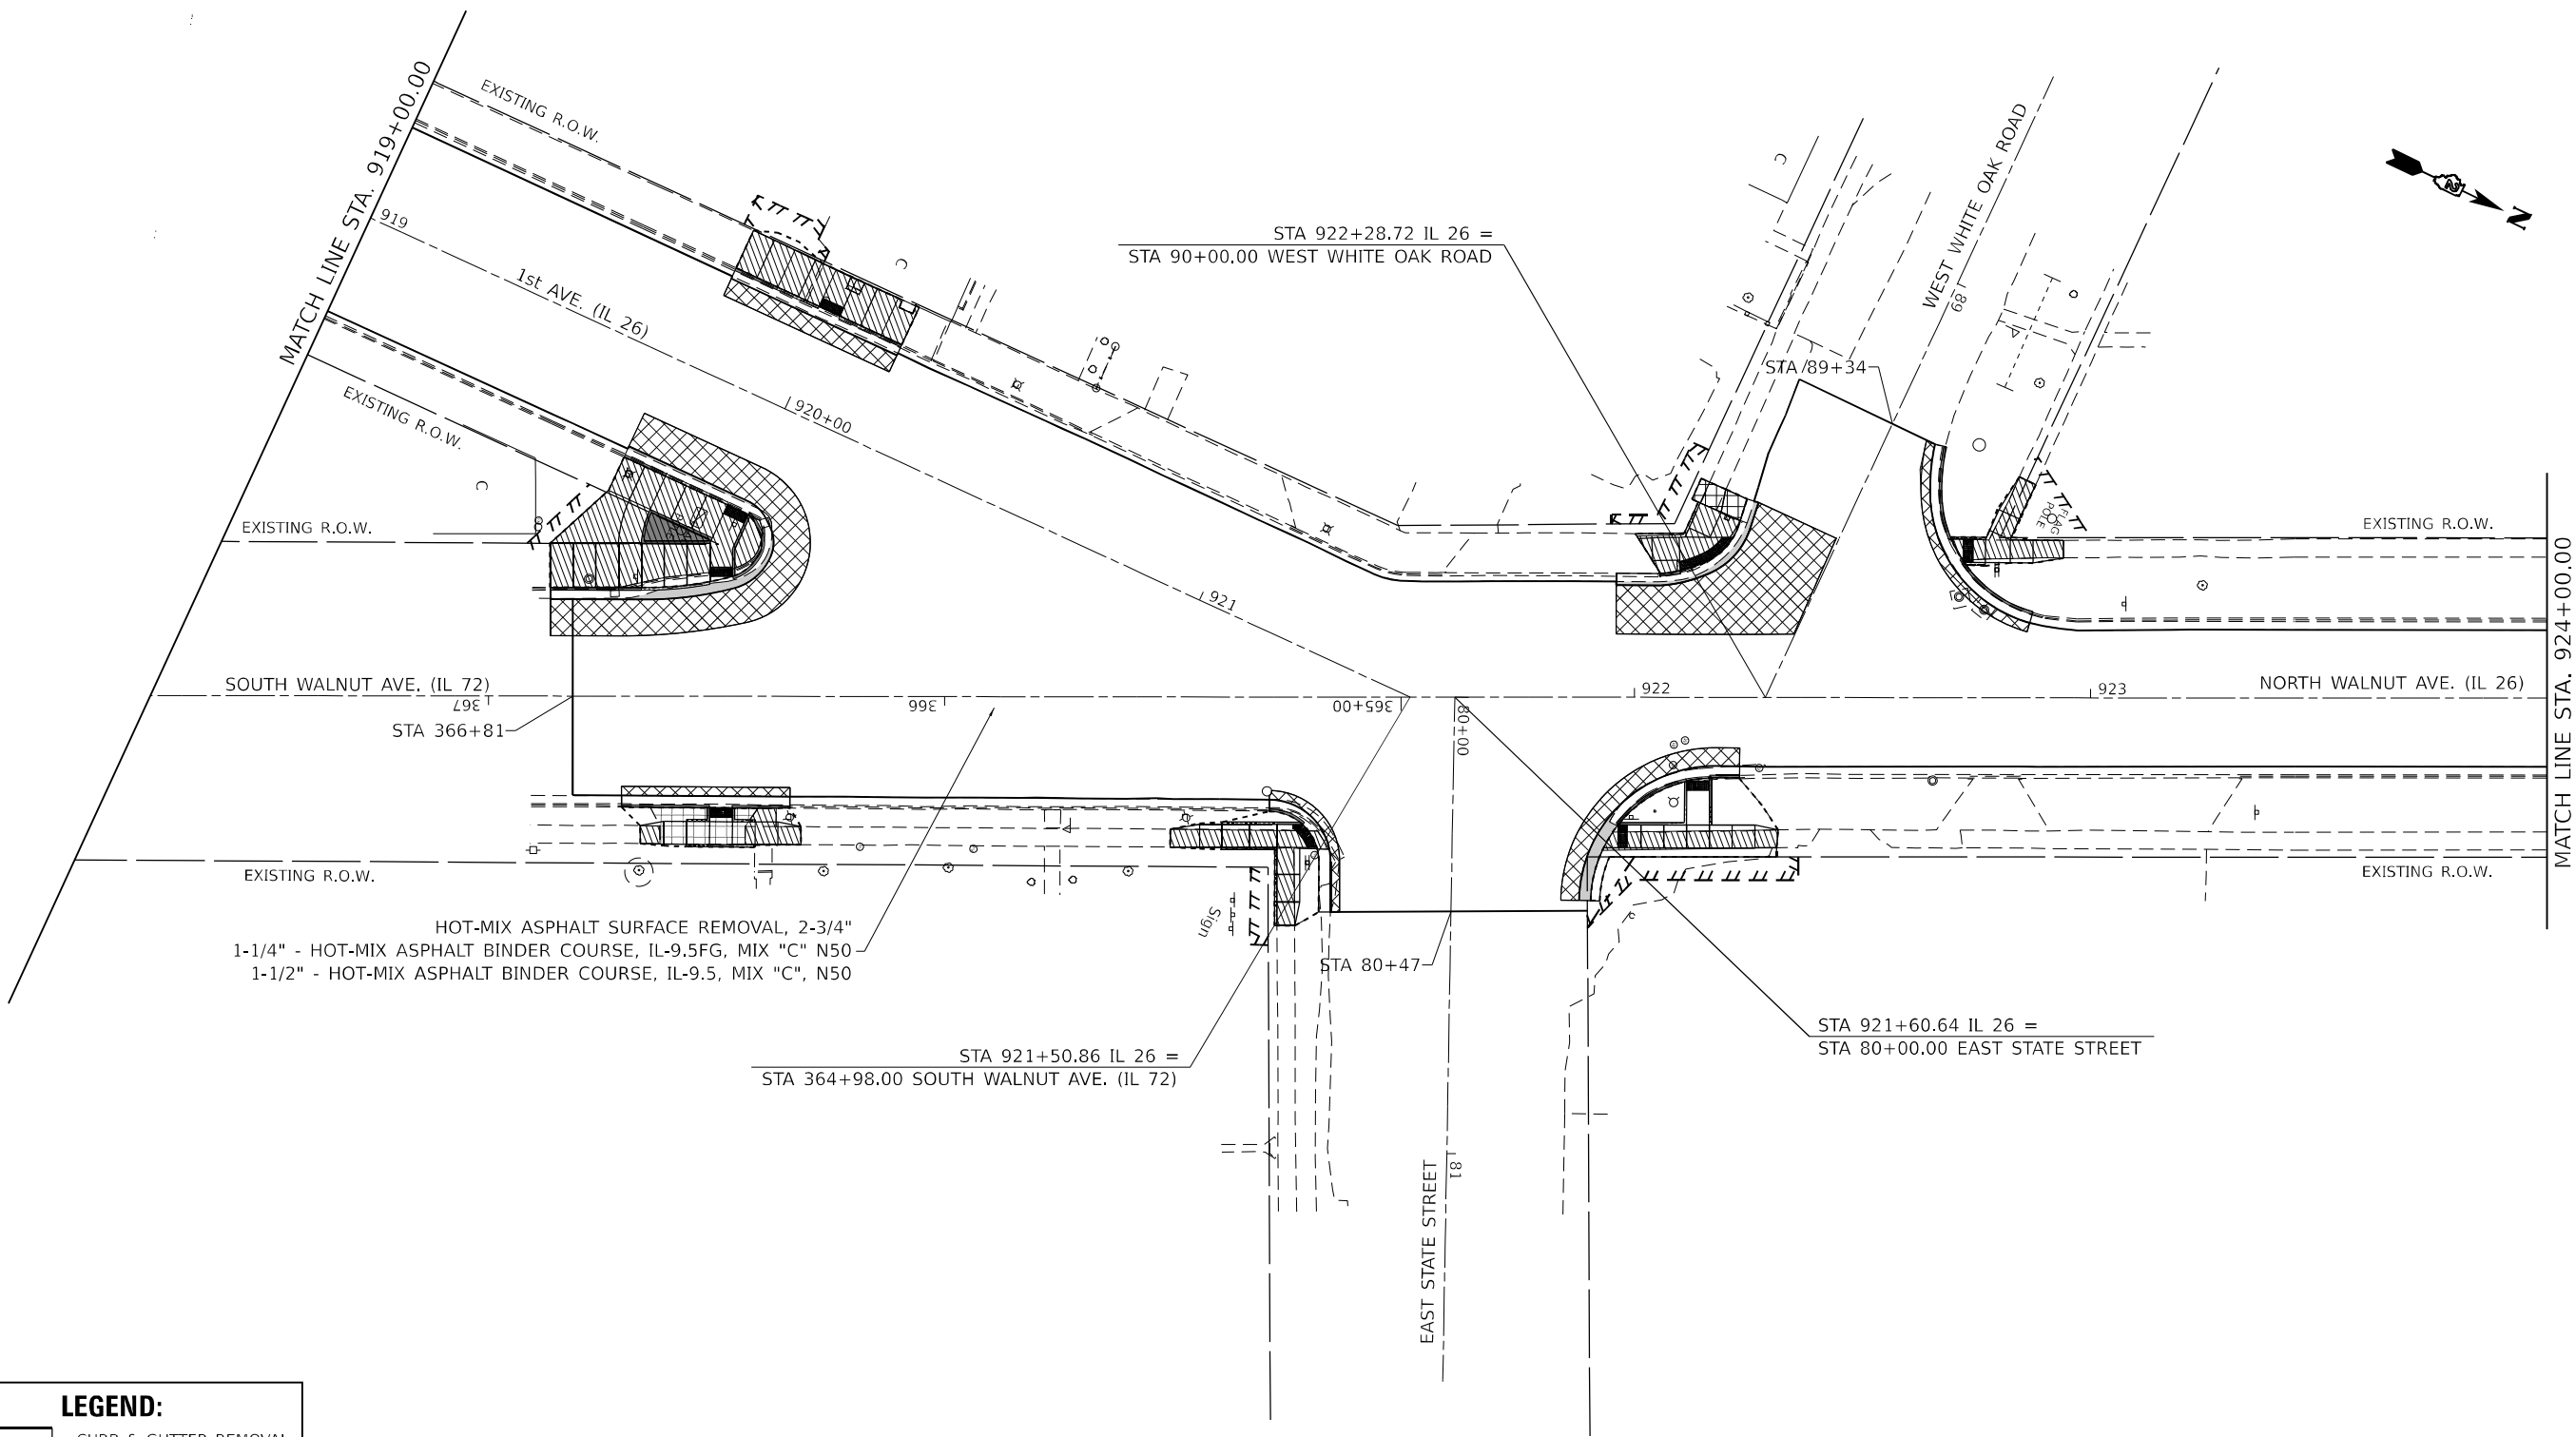 MATCH LINE STA. 919+00.00
EXISTING R.O.W.
919
1st AVE. (IL 26)
920+00
921
EXISTING R.O.W.
EXISTING R.O.W.
C
C
C
STA 922+28.72 IL 26 =
STA 90+00.00 WEST WHITE OAK ROAD
WEST WHITE OAK ROAD
89
STA 89+34
N
FLAG
POLE
EXISTING R.O.W.
MATCH LINE STA. 924+00.00
SOUTH WALNUT AVE. (IL 72)
367
STA 366+81
366
365+00
80+00
922
923
NORTH WALNUT AVE. (IL 26)
EXISTING R.O.W.
EXISTING R.O.W.
Sign
HOT-MIX ASPHALT SURFACE REMOVAL, 2-3/4"
1-1/4" - HOT-MIX ASPHALT BINDER COURSE, IL-9.5FG, MIX "C" N50
1-1/2" - HOT-MIX ASPHALT BINDER COURSE, IL-9.5, MIX "C", N50
STA 80+47
STA 921+50.86 IL 26 =
STA 364+98.00 SOUTH WALNUT AVE. (IL 72)
STA 921+60.64 IL 26 =
STA 80+00.00 EAST STATE STREET
EAST STATE STREET
81
LEGEND:
CURB & GUTTER REMOVAL